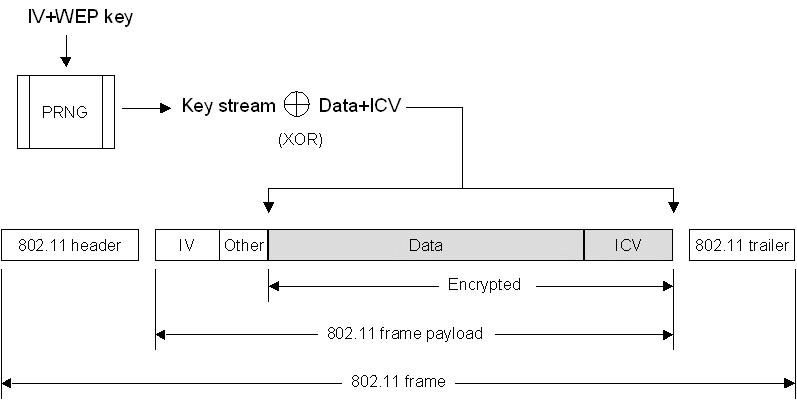 IV+WEP key
PRNG
Key stream ⊕ Data+ICV
(XOR)
802.11 header IV Other Data ICV 802.11 trailer
Encrypted
802.11 frame payload
802.11 frame